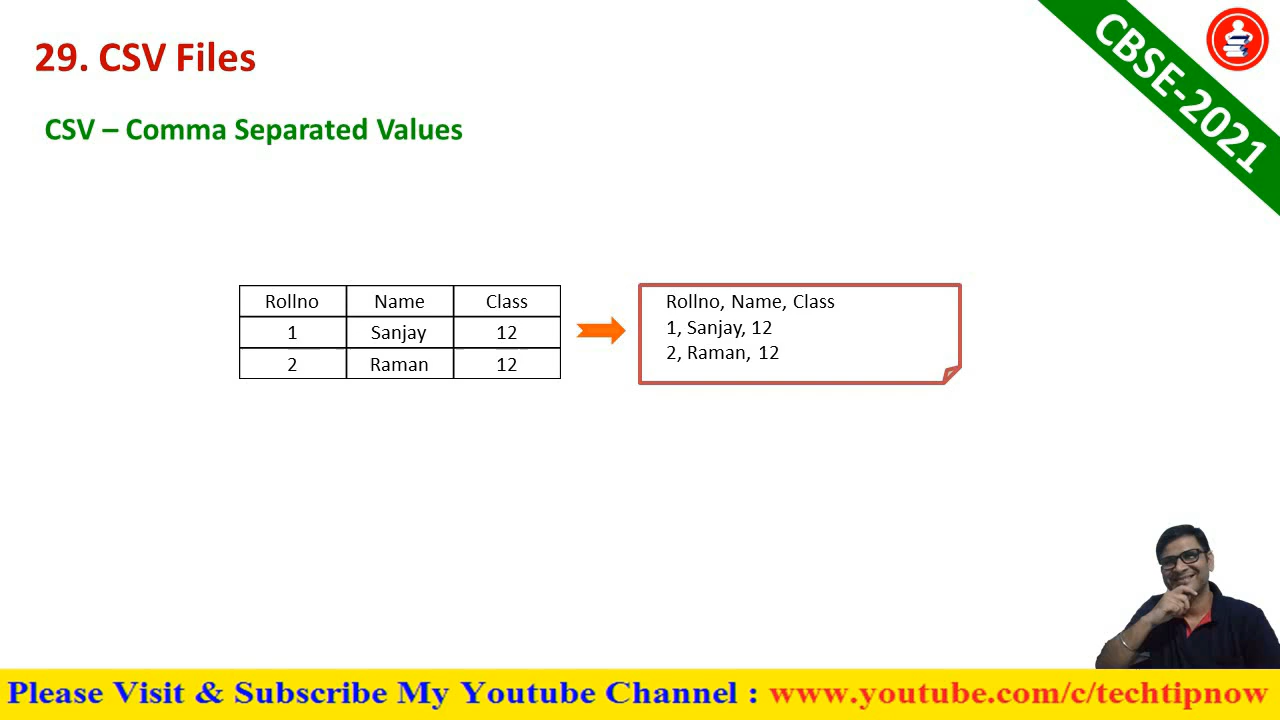 29. CSV Files
CBSE-2021
CSV – Comma Separated Values
Rollno Name Class
1 Sanjay 12
2 Raman 12
Rollno, Name, Class
1, Sanjay, 12
2, Raman, 12
Please Visit & Subscribe My Youtube Channel : www.youtube.com/c/techtipnow